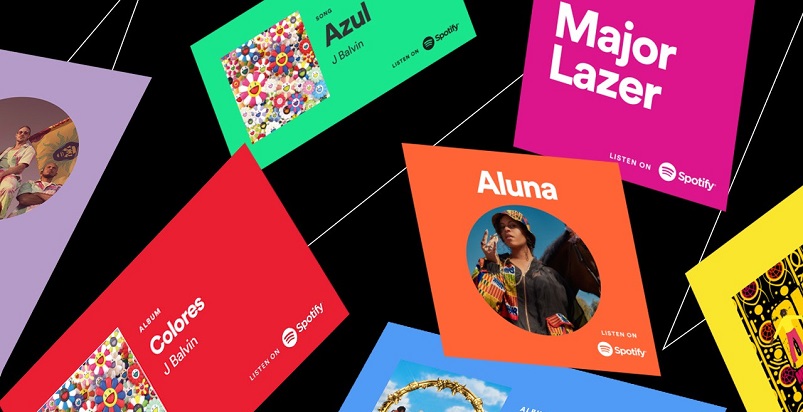 SONG
Azul
J Balvin
LISTEN ON Spotify
Major
Lazer
LISTEN ON Spotify
Aluna
LISTEN ON
Spotify
ALBUM
Colores
J Balvin
LISTEN ON Spotify